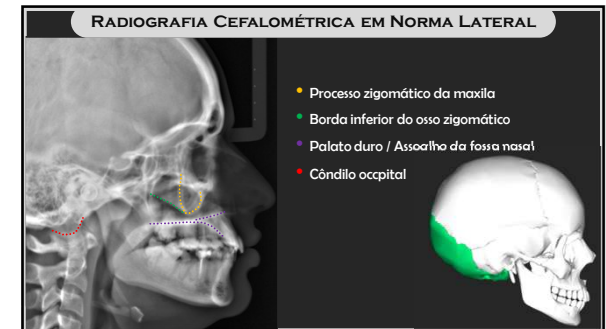 Radiografia Cefalométrica em Norma Lateral
Processo zigomático da maxila
Borda inferior do osso zigomático
Palato duro / Assoalho da fossa nasal
Côndilo occpital